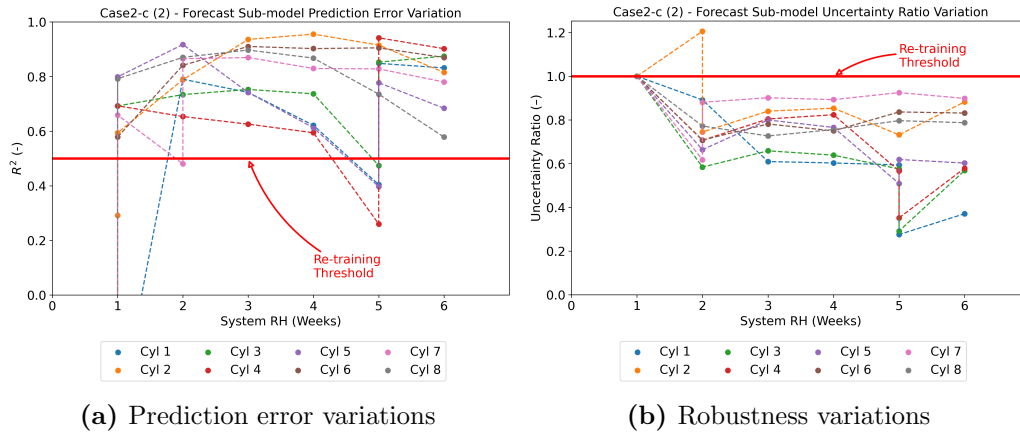 Case2-c (2) - Forecast Sub-model Prediction Error Variation
1.0
0.8
0.6
0.4
0.2
0.0
R² (–)
Re-training
Threshold
0 1 2 3 4 5 6
System RH (Weeks)
Cyl 1 Cyl 3 Cyl 5 Cyl 7
Cyl 2 Cyl 4 Cyl 6 Cyl 8
(a) Prediction error variations
Case2-c (2) - Forecast Sub-model Uncertainty Ratio Variation
1.2
1.0
0.8
0.6
0.4
0.2
0.0
Uncertainty Ratio (–)
Re-training
Threshold
0 1 2 3 4 5 6
System RH (Weeks)
Cyl 1 Cyl 3 Cyl 5 Cyl 7
Cyl 2 Cyl 4 Cyl 6 Cyl 8
(b) Robustness variations